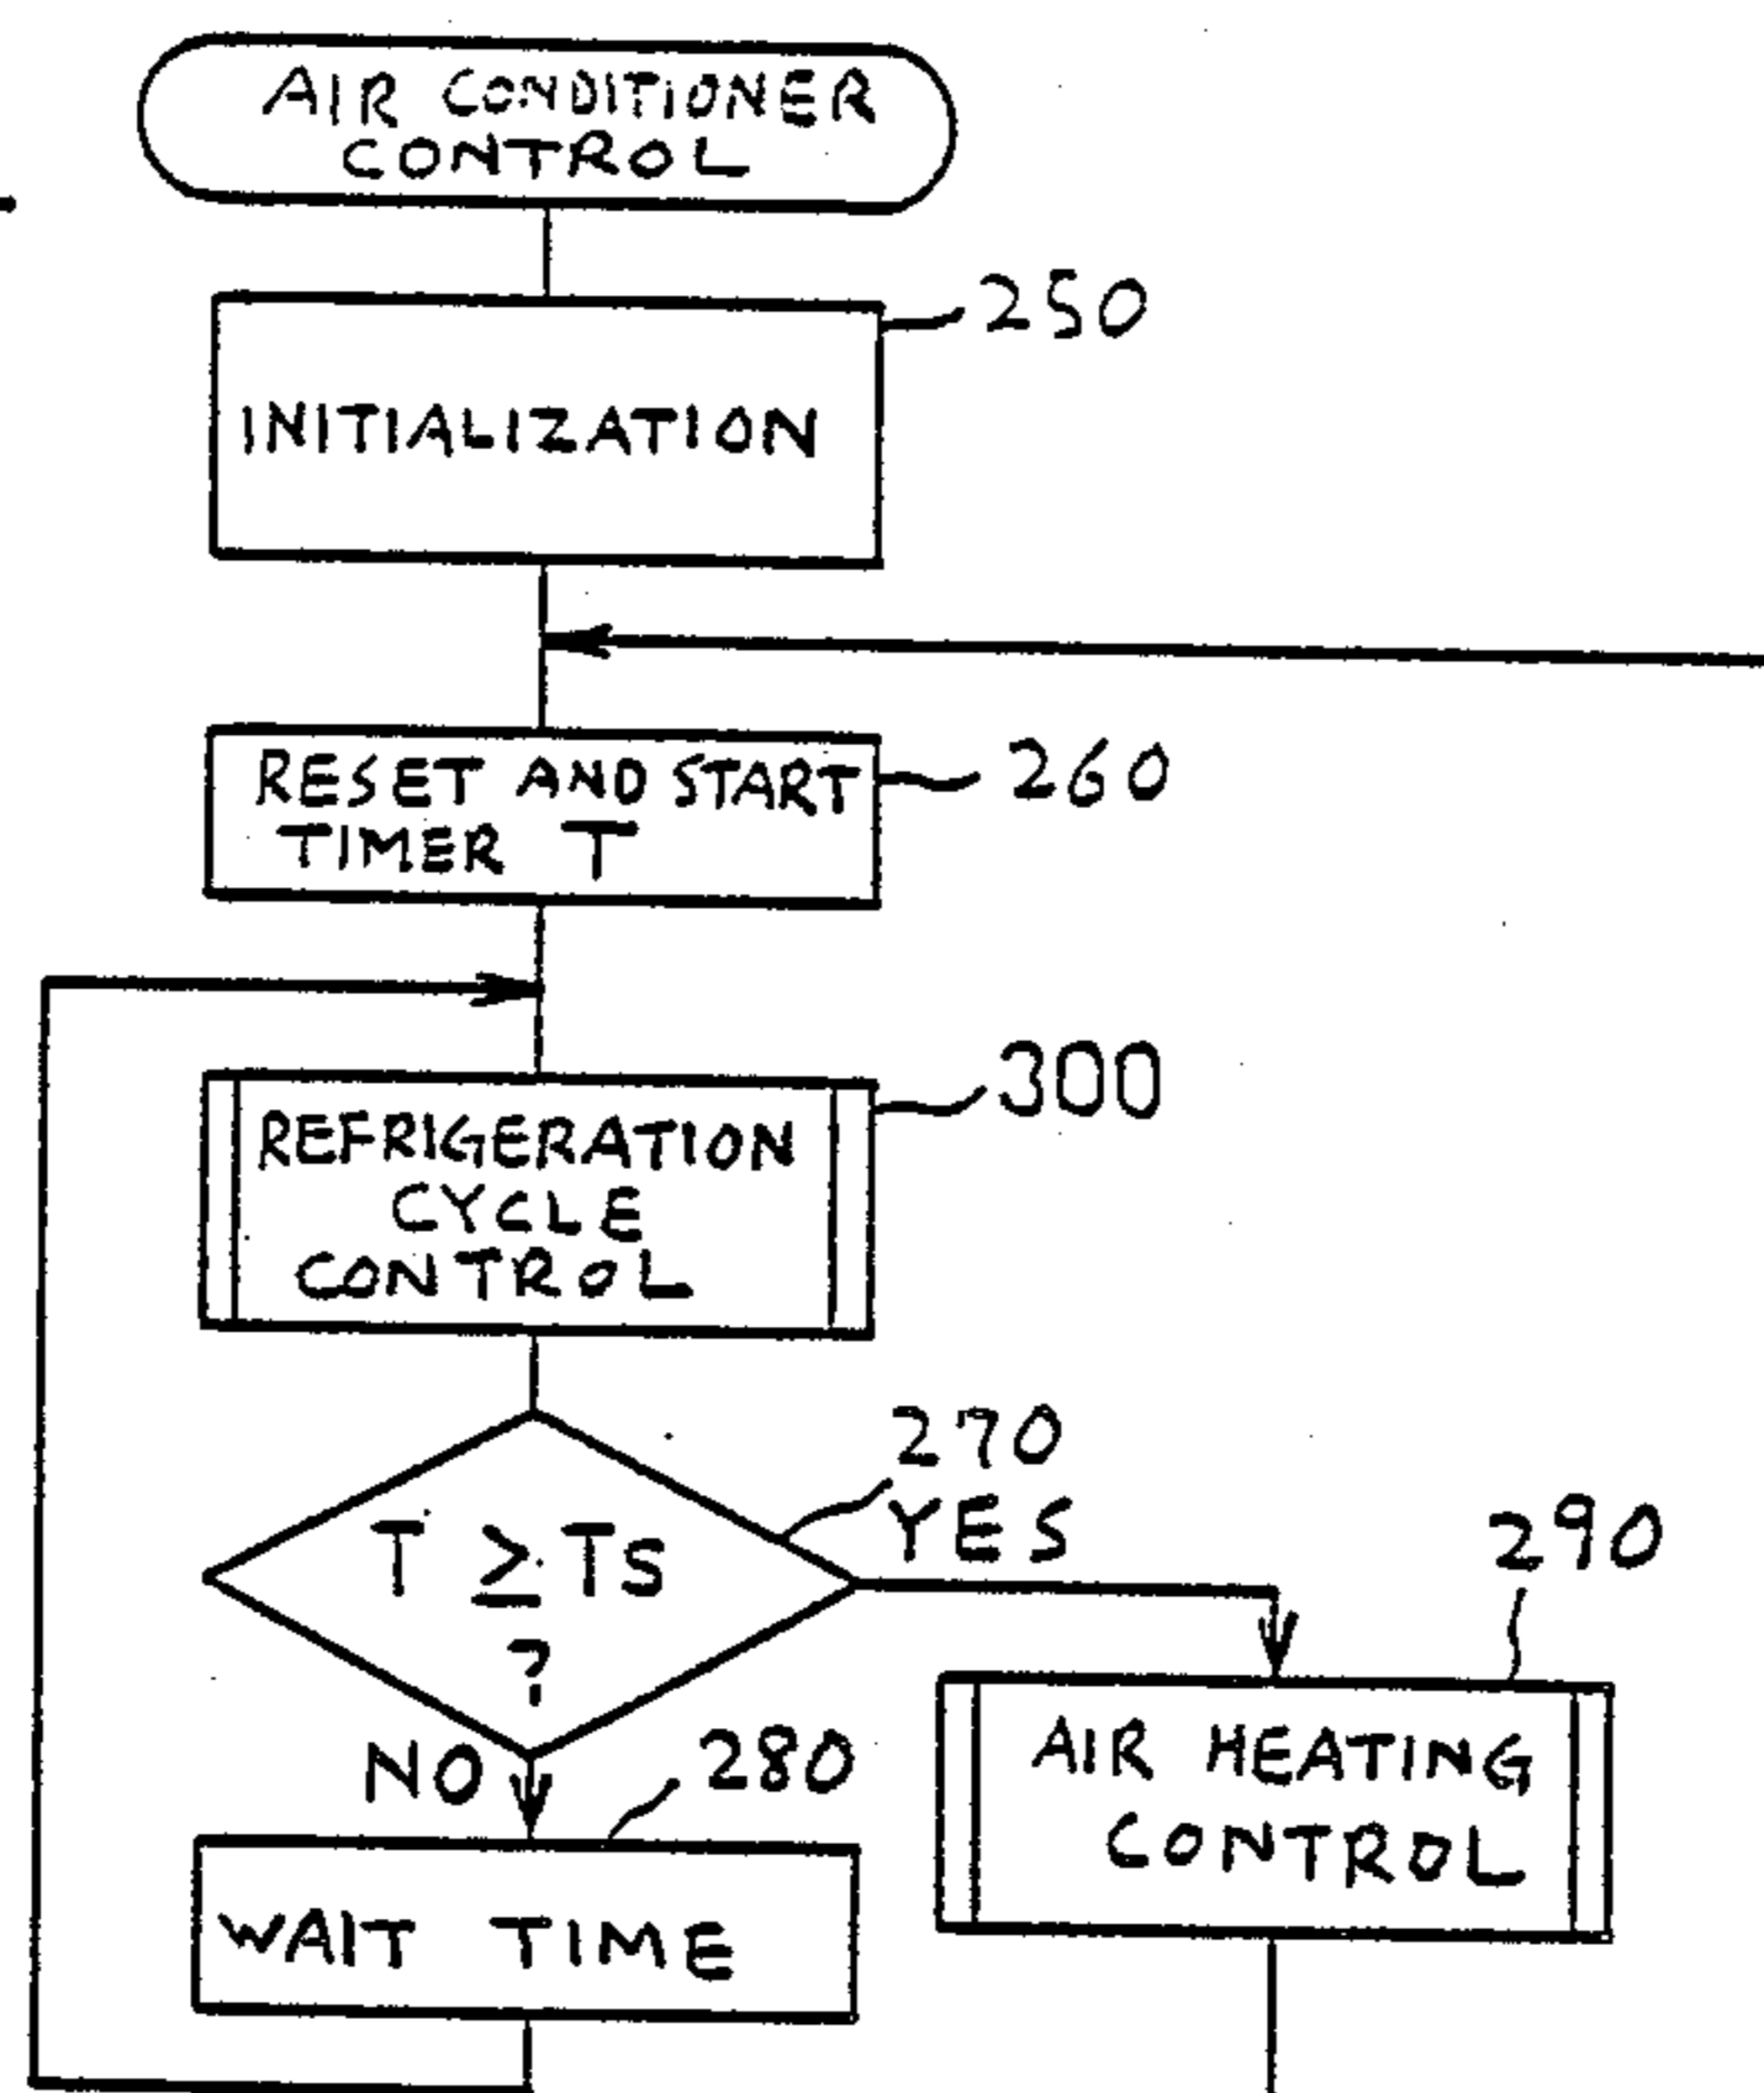 AIR CONDITIONER
CONTROL
250
INITIALIZATION
RESET AND START
TIMER T
260
300
REFRIGERATION
CYCLE
CONTROL
270
T ≥ Ts
?
YES
290
NO
280
AIR HEATING
CONTROL
WAIT TIME